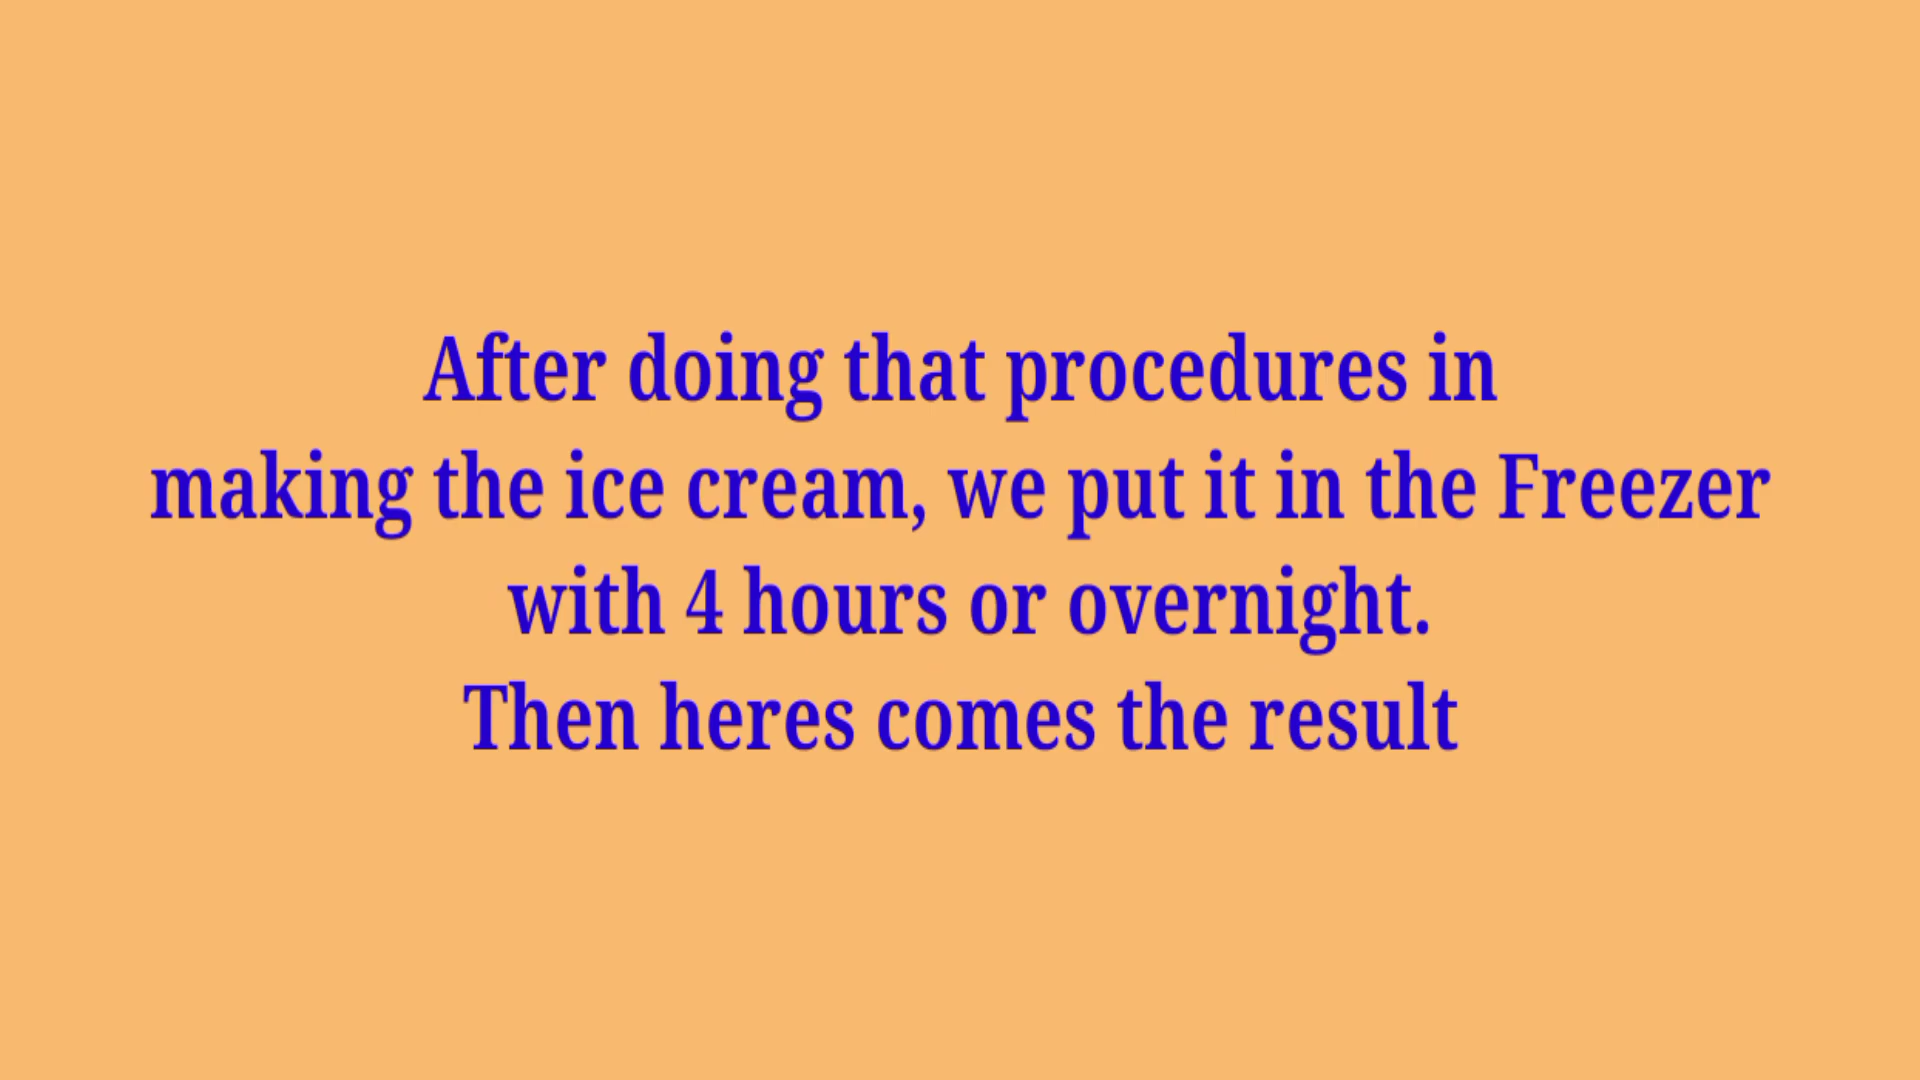 After doing that procedures in
making the ice cream, we put it in the Freezer
with 4 hours or overnight.
Then heres comes the result